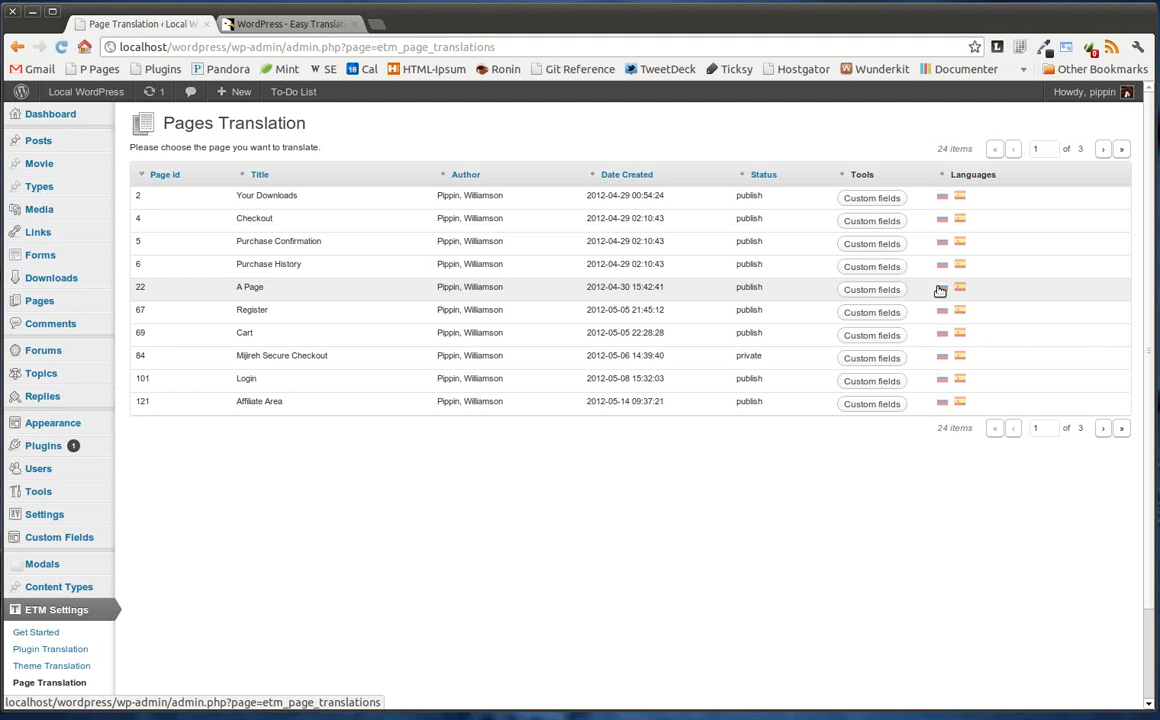 Page Translation ‹ Local W
WordPress - Easy Translat
localhost/wordpress/wp-admin/admin.php?page=etm_page_translations
Gmail P Pages Plugins Pandora Mint W SE 18 Cal HTML-Ipsum Ronin Git Reference TweetDeck Ticksy Hostgator Wunderkit Documenter Other Bookmarks
Local WordPress 1 + New To-Do List Howdy, pippin
Dashboard
Posts
Movie
Types
Media
Links
Forms
Downloads
Pages
Comments
Forums
Topics
Replies
Appearance
Plugins 1
Users
Tools
Settings
Custom Fields
Modals
Content Types
ETM Settings
Get Started
Plugin Translation
Theme Translation
Page Translation
Pages Translation
Please choose the page you want to translate.
24 items « ‹ 1 of 3 › »
Page id Title Author Date Created Status Tools Languages
2 Your Downloads Pippin, Williamson 2012-04-29 00:54:24 publish Custom fields
4 Checkout Pippin, Williamson 2012-04-29 02:10:43 publish Custom fields
5 Purchase Confirmation Pippin, Williamson 2012-04-29 02:10:43 publish Custom fields
6 Purchase History Pippin, Williamson 2012-04-29 02:10:43 publish Custom fields
22 A Page Pippin, Williamson 2012-04-30 15:42:41 publish Custom fields
67 Register Pippin, Williamson 2012-05-05 21:45:12 publish Custom fields
69 Cart Pippin, Williamson 2012-05-05 22:28:28 publish Custom fields
84 Mijireh Secure Checkout Pippin, Williamson 2012-05-06 14:39:40 private Custom fields
101 Login Pippin, Williamson 2012-05-08 15:32:03 publish Custom fields
121 Affiliate Area Pippin, Williamson 2012-05-14 09:37:21 publish Custom fields
24 items « ‹ 1 of 3 › »
localhost/wordpress/wp-admin/admin.php?page=etm_page_translations